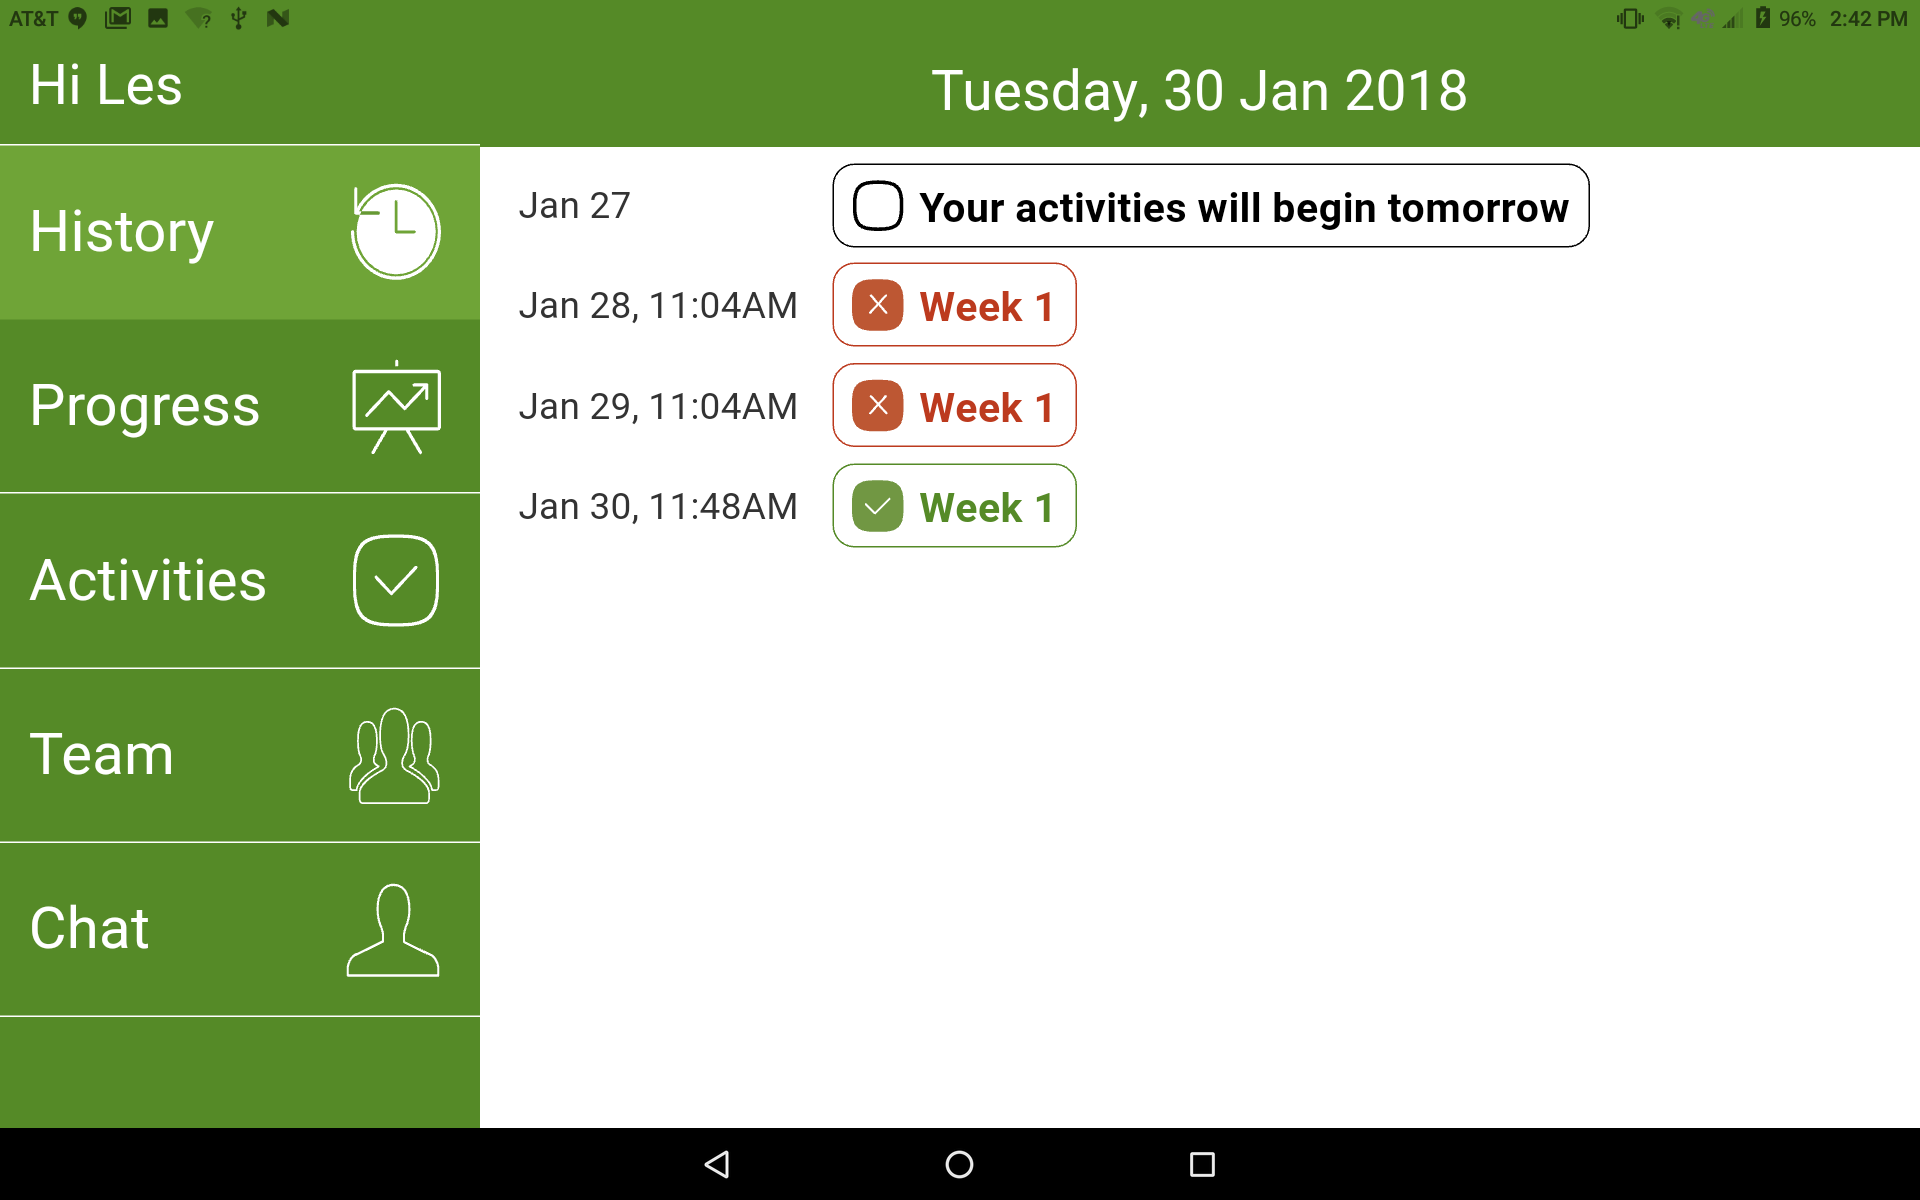 AT&T 96% 2:42 PM
Hi Les
Tuesday, 30 Jan 2018
History
Progress
Activities
Team
Chat
Jan 27 Your activities will begin tomorrow
Jan 28, 11:04AM Week 1
Jan 29, 11:04AM Week 1
Jan 30, 11:48AM Week 1